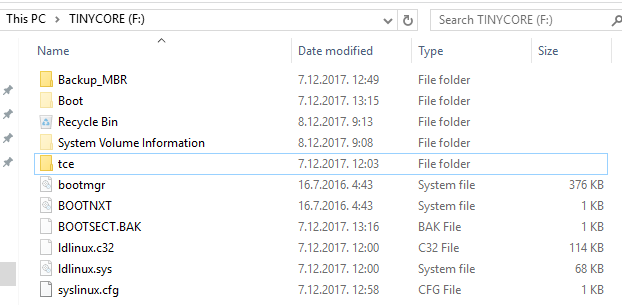 This PC > TINYCORE (F:) Search TINYCORE (F:)
Name Date modified Type Size
Backup_MBR 7.12.2017. 12:49 File folder
Boot 7.12.2017. 13:15 File folder
Recycle Bin 8.12.2017. 9:13 File folder
System Volume Information 8.12.2017. 9:08 File folder
tce 7.12.2017. 12:03 File folder
bootmgr 16.7.2016. 4:43 System file 376 KB
BOOTNXT 16.7.2016. 4:43 System file 1 KB
BOOTSECT.BAK 7.12.2017. 13:16 BAK File 1 KB
ldlinux.c32 7.12.2017. 12:00 C32 File 114 KB
ldlinux.sys 7.12.2017. 12:00 System file 68 KB
syslinux.cfg 7.12.2017. 12:58 CFG File 1 KB